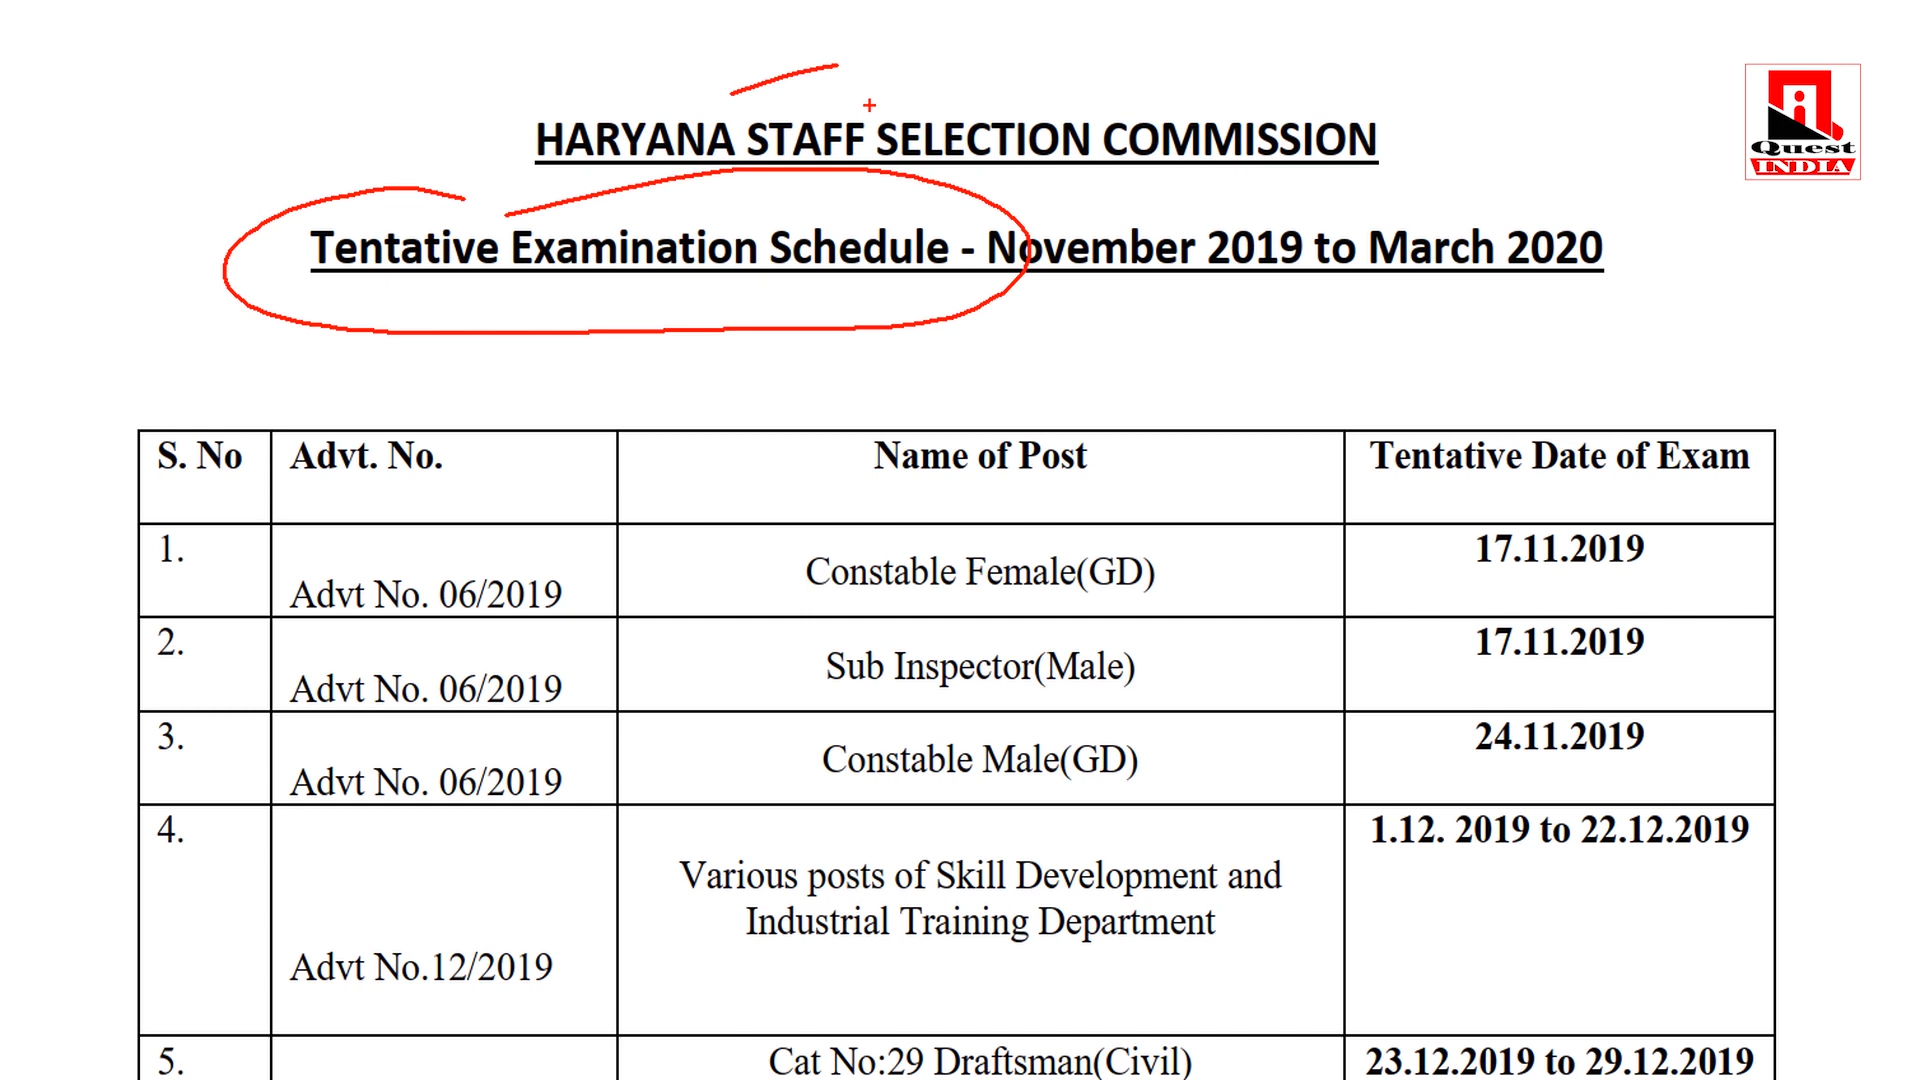 HARYANA STAFF SELECTION COMMISSION
Quest
INDIA
Tentative Examination Schedule - November 2019 to March 2020
S. No Advt. No. Name of Post Tentative Date of Exam
1. Advt No. 06/2019 Constable Female(GD) 17.11.2019
2. Advt No. 06/2019 Sub Inspector(Male) 17.11.2019
3. Advt No. 06/2019 Constable Male(GD) 24.11.2019
4. 1.12. 2019 to 22.12.2019
Various posts of Skill Development and
Industrial Training Department
Advt No.12/2019
5. Cat No:29 Draftsman(Civil) 23.12.2019 to 29.12.2019